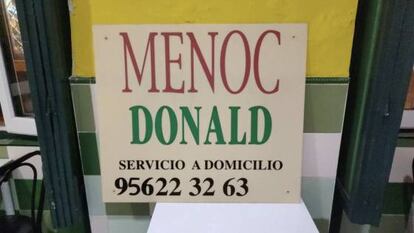 MENOC
DONALD
SERVICIO A DOMICILIO
95622 32 63